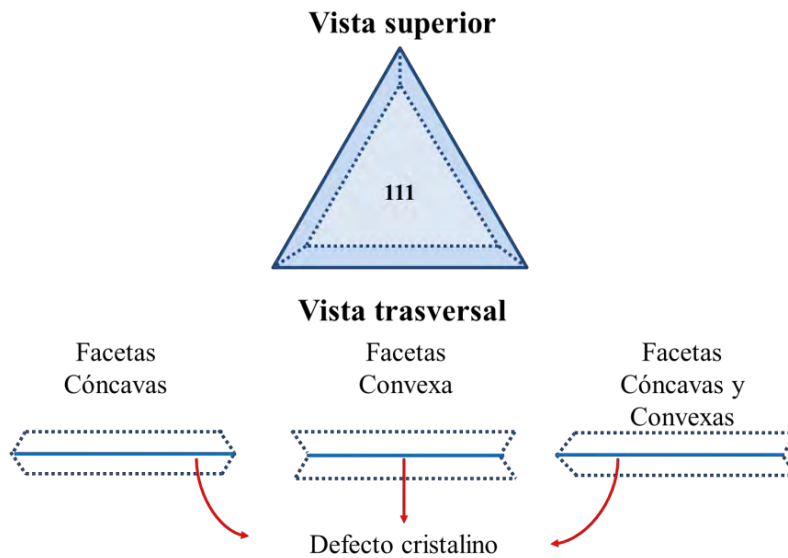 Vista superior
111
Vista trasversal
Facetas
Cóncavas
Facetas
Convexa
Facetas
Cóncavas y
Convexas
Defecto cristalino